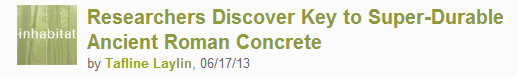 inhabitat
Researchers Discover Key to Super-Durable
Ancient Roman Concrete
by Tafline Laylin, 06/17/13